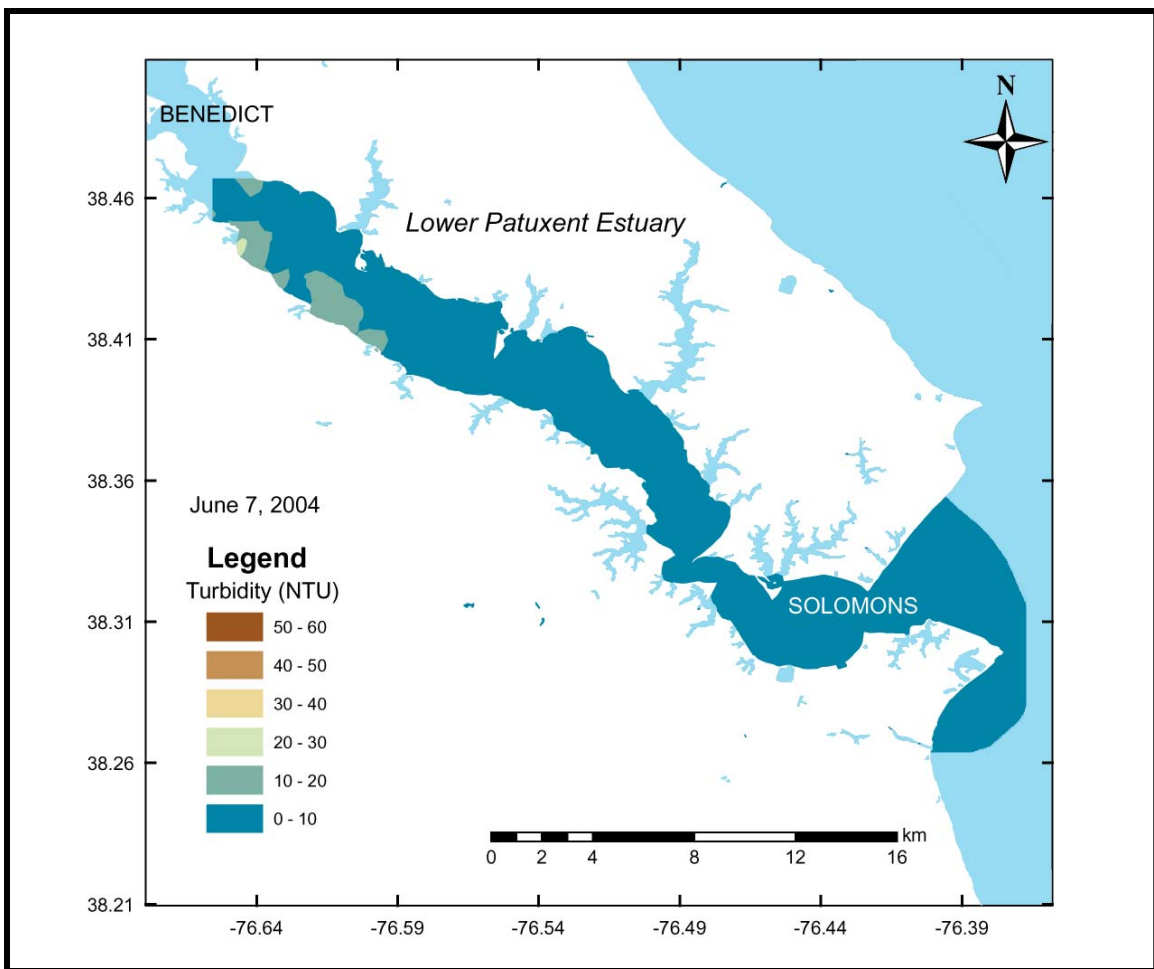 N
BENEDICT
38.46
Lower Patuxent Estuary
38.41
38.36
June 7, 2004
Legend
Turbidity (NTU)
50 - 60
40 - 50
30 - 40
20 - 30
10 - 20
0 - 10
SOLOMONS
38.31
38.26
km
0 2 4 8 12 16
38.21
-76.64 -76.59 -76.54 -76.49 -76.44 -76.39